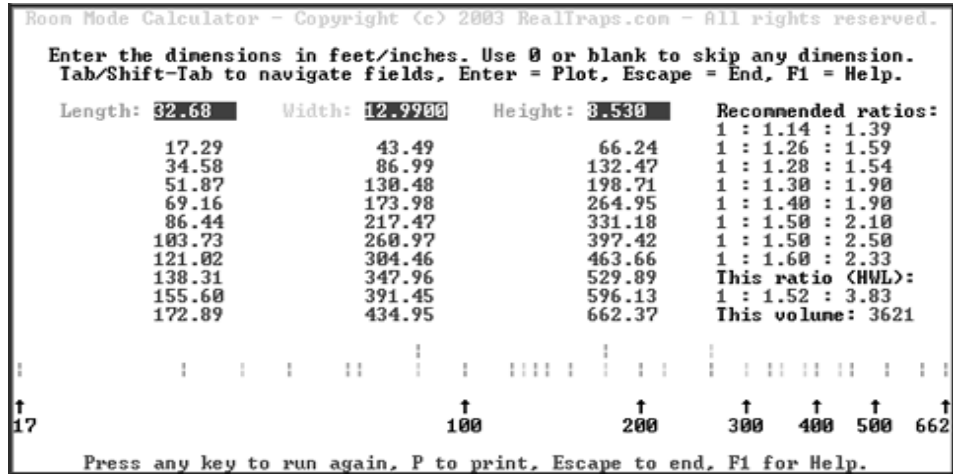 Room Mode Calculator - Copyright (c) 2003 RealTraps.com - All rights reserved.
Enter the dimensions in feet/inches. Use 0 or blank to skip any dimension.
Tab/Shift-Tab to navigate fields, Enter = Plot, Escape = End, F1 = Help.
Length: 32.68 Width: 12.9900 Height: 8.530 Recommended ratios:
1 : 1.14 : 1.39
17.29 43.49 66.24 1 : 1.26 : 1.59
34.58 86.99 132.47 1 : 1.28 : 1.54
51.87 130.48 198.71 1 : 1.30 : 1.90
69.16 173.98 264.95 1 : 1.40 : 1.90
86.44 217.47 331.18 1 : 1.50 : 2.10
103.73 260.97 397.42 1 : 1.50 : 2.50
121.02 304.46 463.66 1 : 1.60 : 2.33
138.31 347.96 529.89 This ratio (HWL):
155.60 391.45 596.13 1 : 1.52 : 3.83
172.89 434.95 662.37 This volume: 3621
17 100 200 300 400 500 662
Press any key to run again, P to print, Escape to end, F1 for Help.